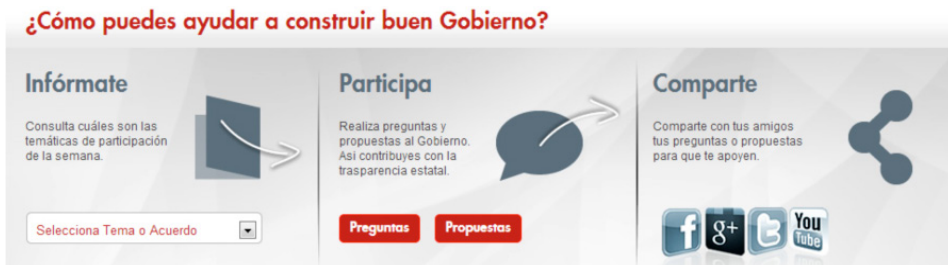 ¿Cómo puedes ayudar a construir buen Gobierno?
Infórmate
Consulta cuáles son las
temáticas de participación
de la semana.
Selecciona Tema o Acuerdo
Participa
Realiza preguntas y
propuestas al Gobierno.
Asi contribuyes con la
trasparencia estatal.
Preguntas
Propuestas
Comparte
Comparte con tus amigos
tus preguntas o propuestas
para que te apoyen.
f
g+
t
You
Tube